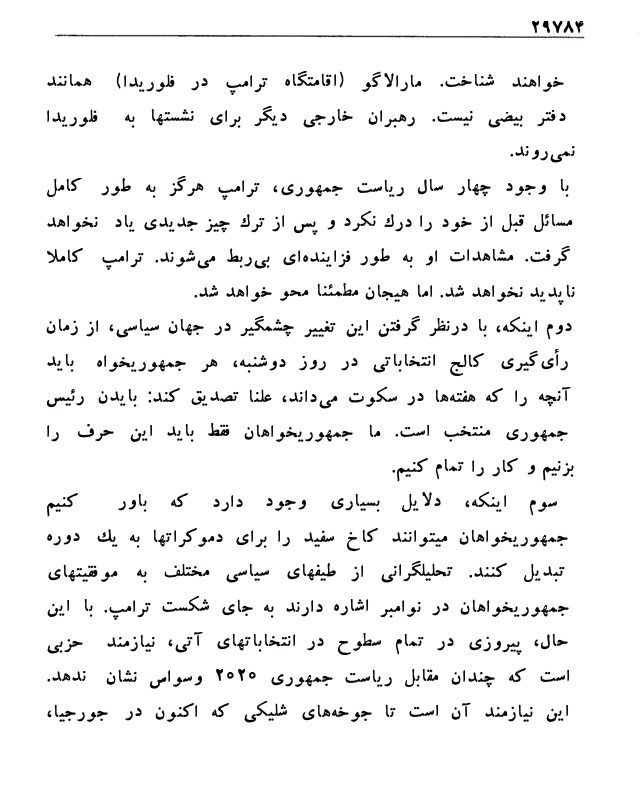 ۲۹۷۸۴
خواهند شناخت. مارالاگو (اقامتگاه ترامپ در فلوریدا) همانند
دفتر بیضی نیست. رهبران خارجی دیگر برای نشستها به فلوریدا
نمی‌روند.
با وجود چهار سال ریاست جمهوری، ترامپ هرگز به طور کامل
مسائل قبل از خود را درك نکرد و پس از ترك چیز جدیدی یاد نخواهد
گرفت. مشاهدات او به طور فزاینده‌ای بی‌ربط می‌شوند. ترامپ کاملا
ناپدید نخواهد شد. اما هیجان مطمئنا محو خواهد شد.
دوم اینکه، با درنظر گرفتن این تغییر چشمگیر در جهان سیاسی، از زمان
رأی‌گیری کالج انتخاباتی در روز دوشنبه، هر جمهوریخواه باید
آنچه را که هفته‌ها در سکوت می‌داند، علنا تصدیق کند: بایدن رئیس
جمهوری منتخب است. ما جمهوریخواهان فقط باید این حرف را
بزنیم و کار را تمام کنیم.
سوم اینکه، دلایل بسیاری وجود دارد که باور کنیم
جمهوریخواهان میتوانند کاخ سفید را برای دموکراتها به یك دوره
تبدیل کنند. تحلیلگرانی از طیفهای سیاسی مختلف به موفقیتهای
جمهوریخواهان در نوامبر اشاره دارند به جای شکست ترامپ. با این
حال، پیروزی در تمام سطوح در انتخاباتهای آتی، نیازمند حزبی
است که چندان مقابل ریاست جمهوری ۲۰۲۰ وسواس نشان ندهد.
این نیازمند آن است تا جوخه‌های شلیکی که اکنون در جورجیا،